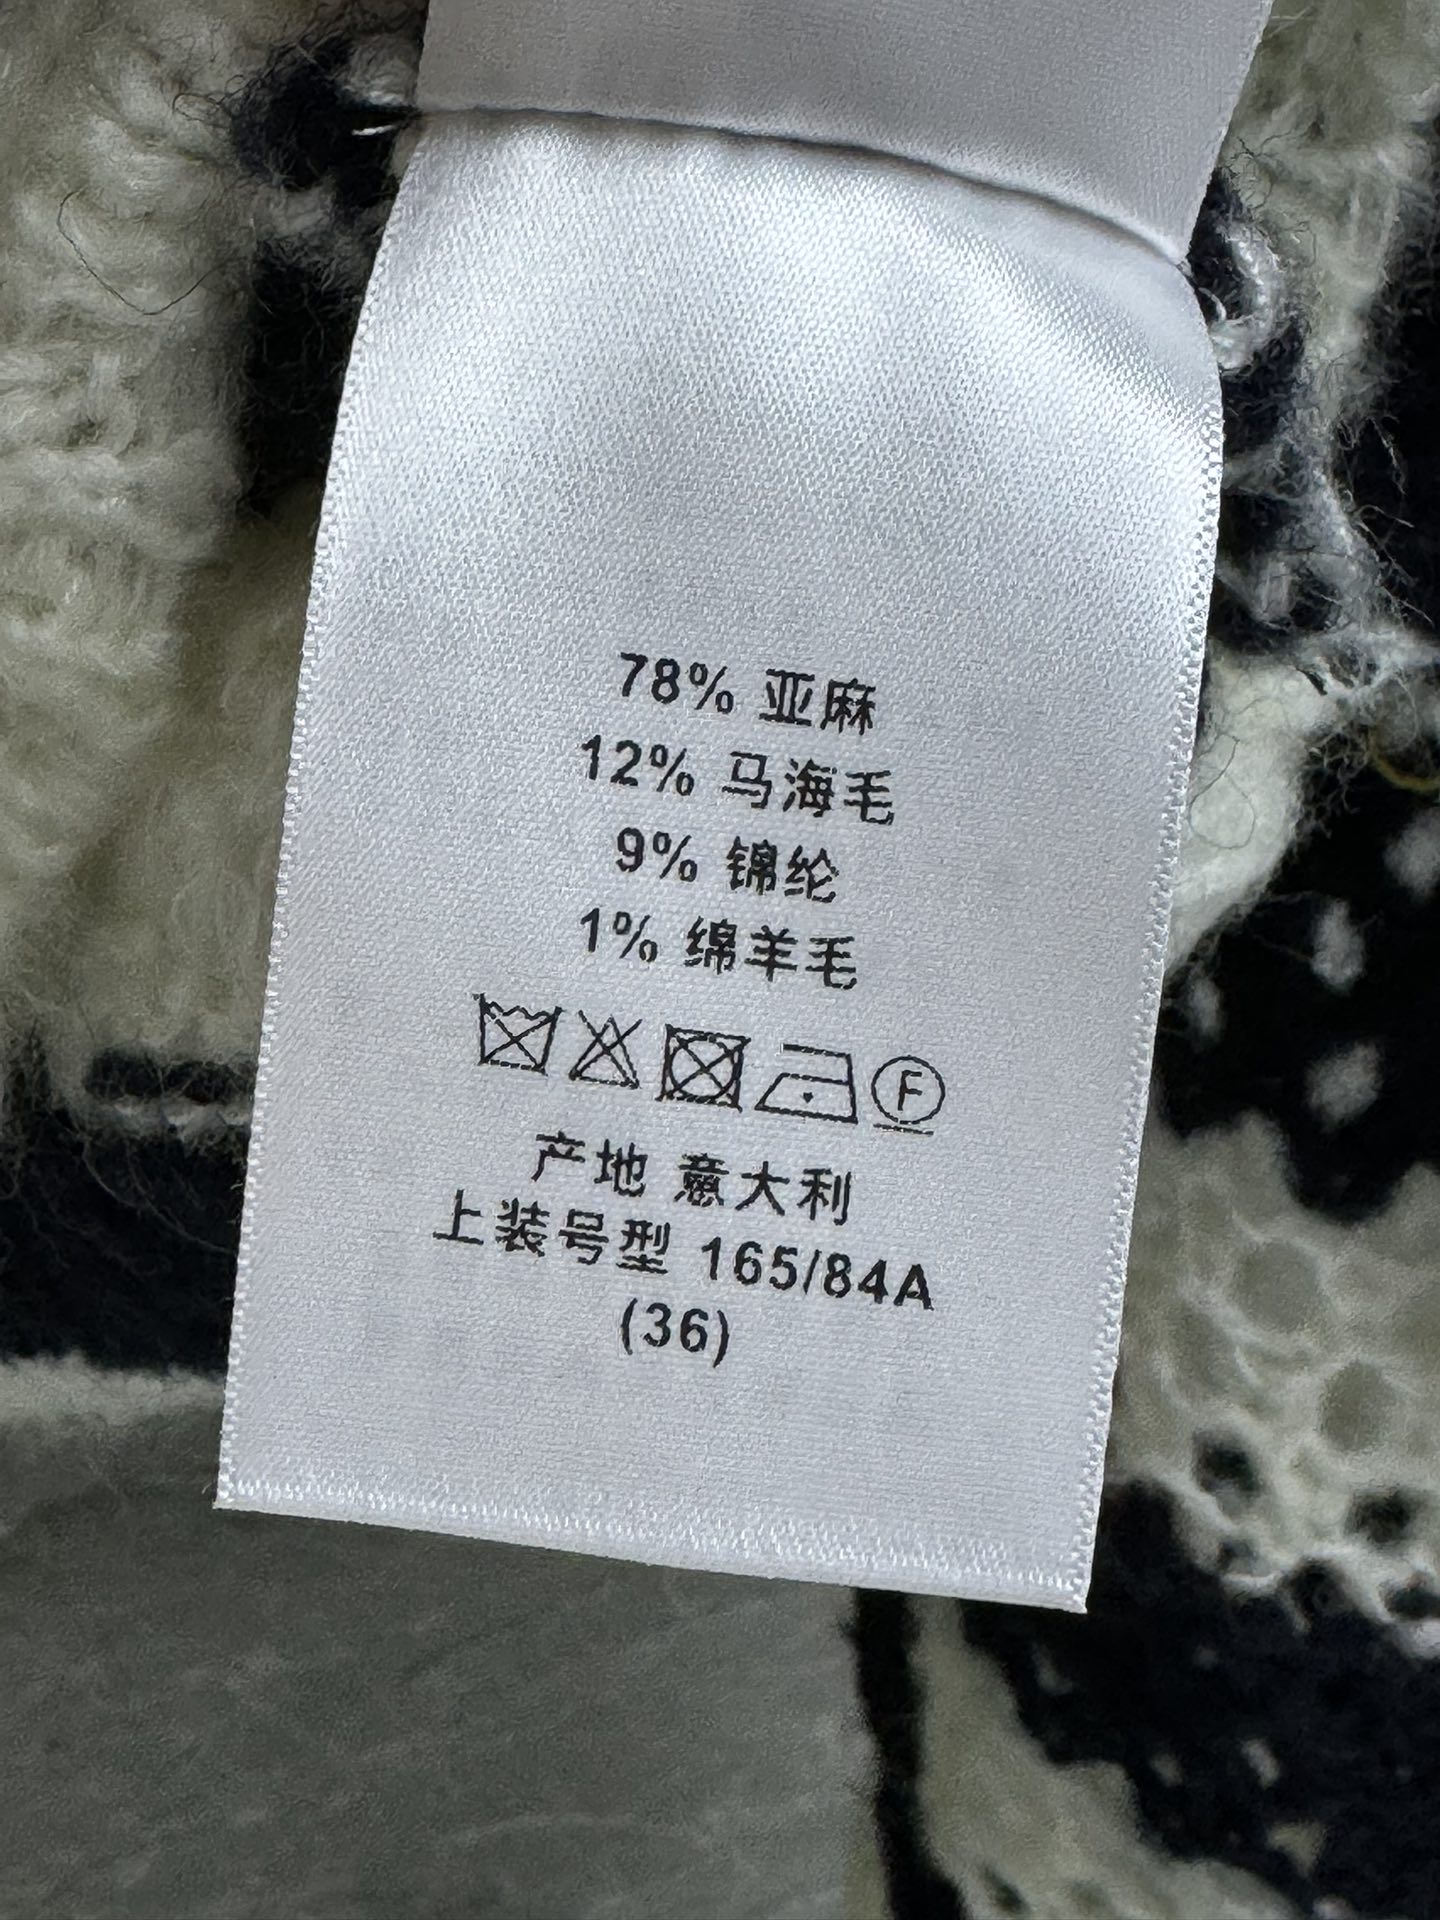 78% 亚麻
12% 马海毛
9% 锦纶
1% 绵羊毛
F
产地 意大利
上装号型 165/84A
(36)